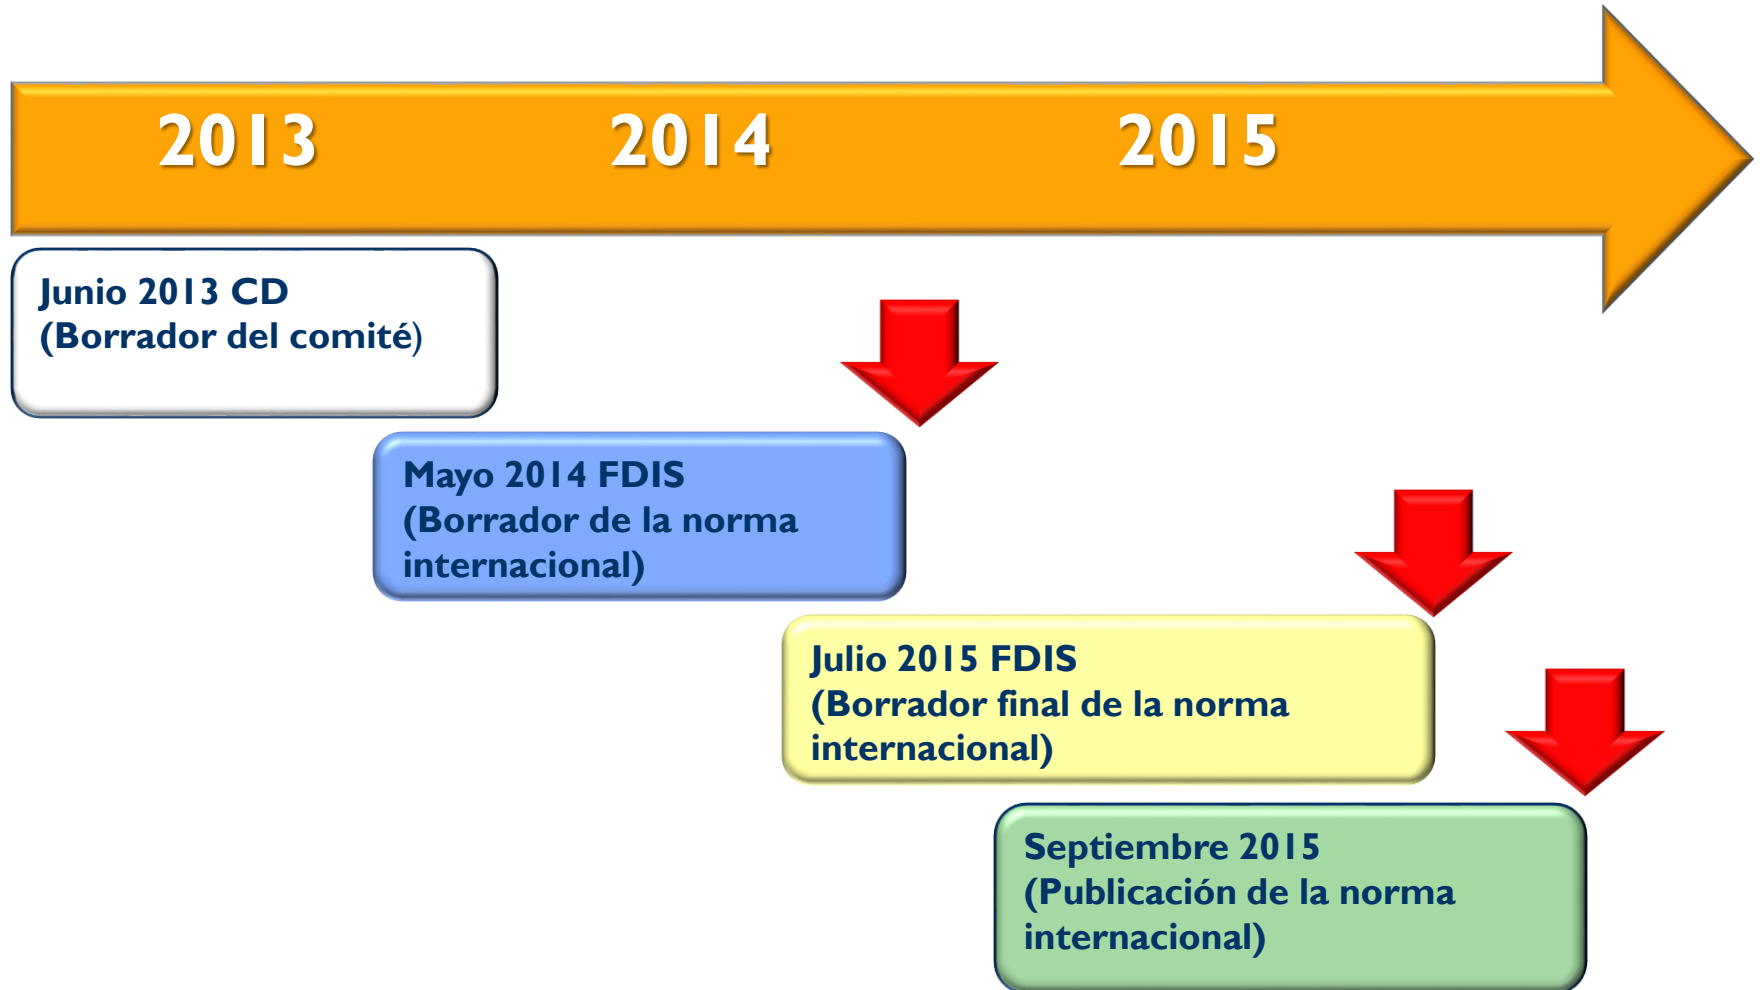 2013 2014 2015
Junio 2013 CD
(Borrador del comité)
Mayo 2014 FDIS
(Borrador de la norma
internacional)
Julio 2015 FDIS
(Borrador final de la norma
internacional)
Septiembre 2015
(Publicación de la norma
internacional)